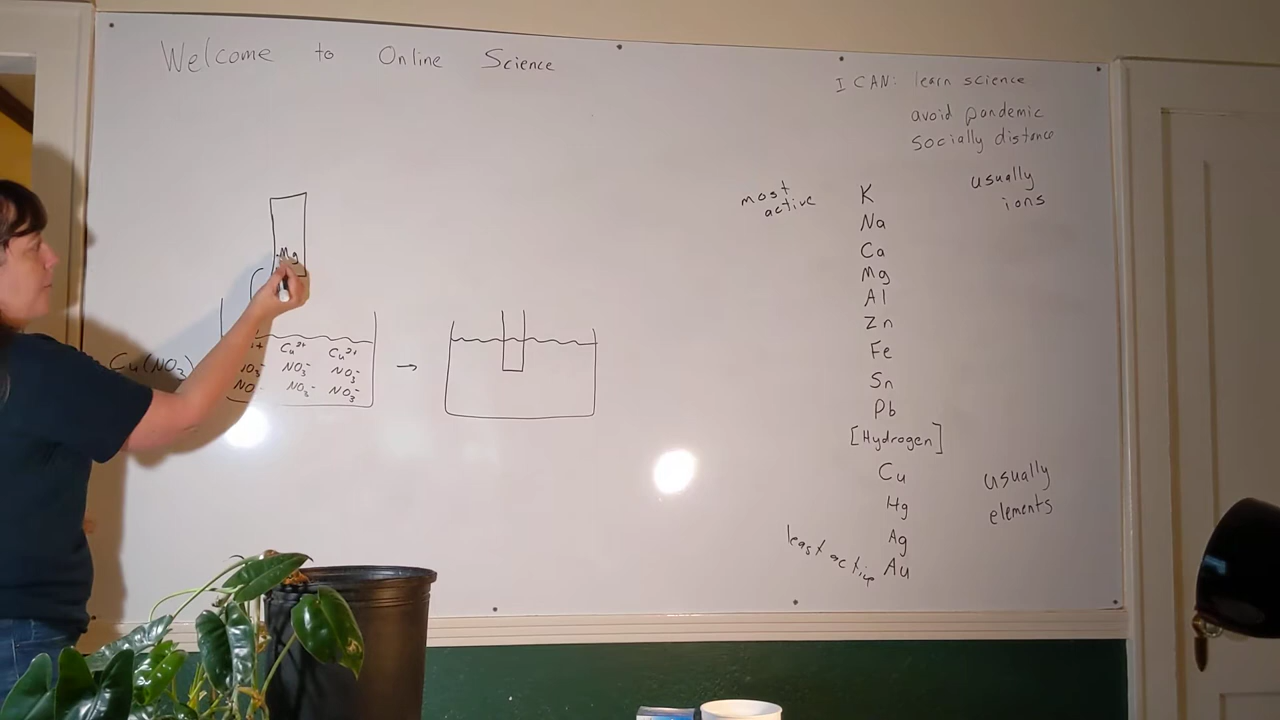 Welcome to Online Science
I CAN: learn science
avoid pandemic
socially distance
most
active
K
usually
ions
Na
Ca
Mg
Al
Zn
Fe
Sn
Pb
[Hydrogen]
Cu
usually
Hg
elements
Ag
least active
Au
Mg
Cu²⁺ Cu²⁺
Cu(NO₃)
NO₃⁻ NO₃⁻
NO₃⁻ NO₃⁻
→